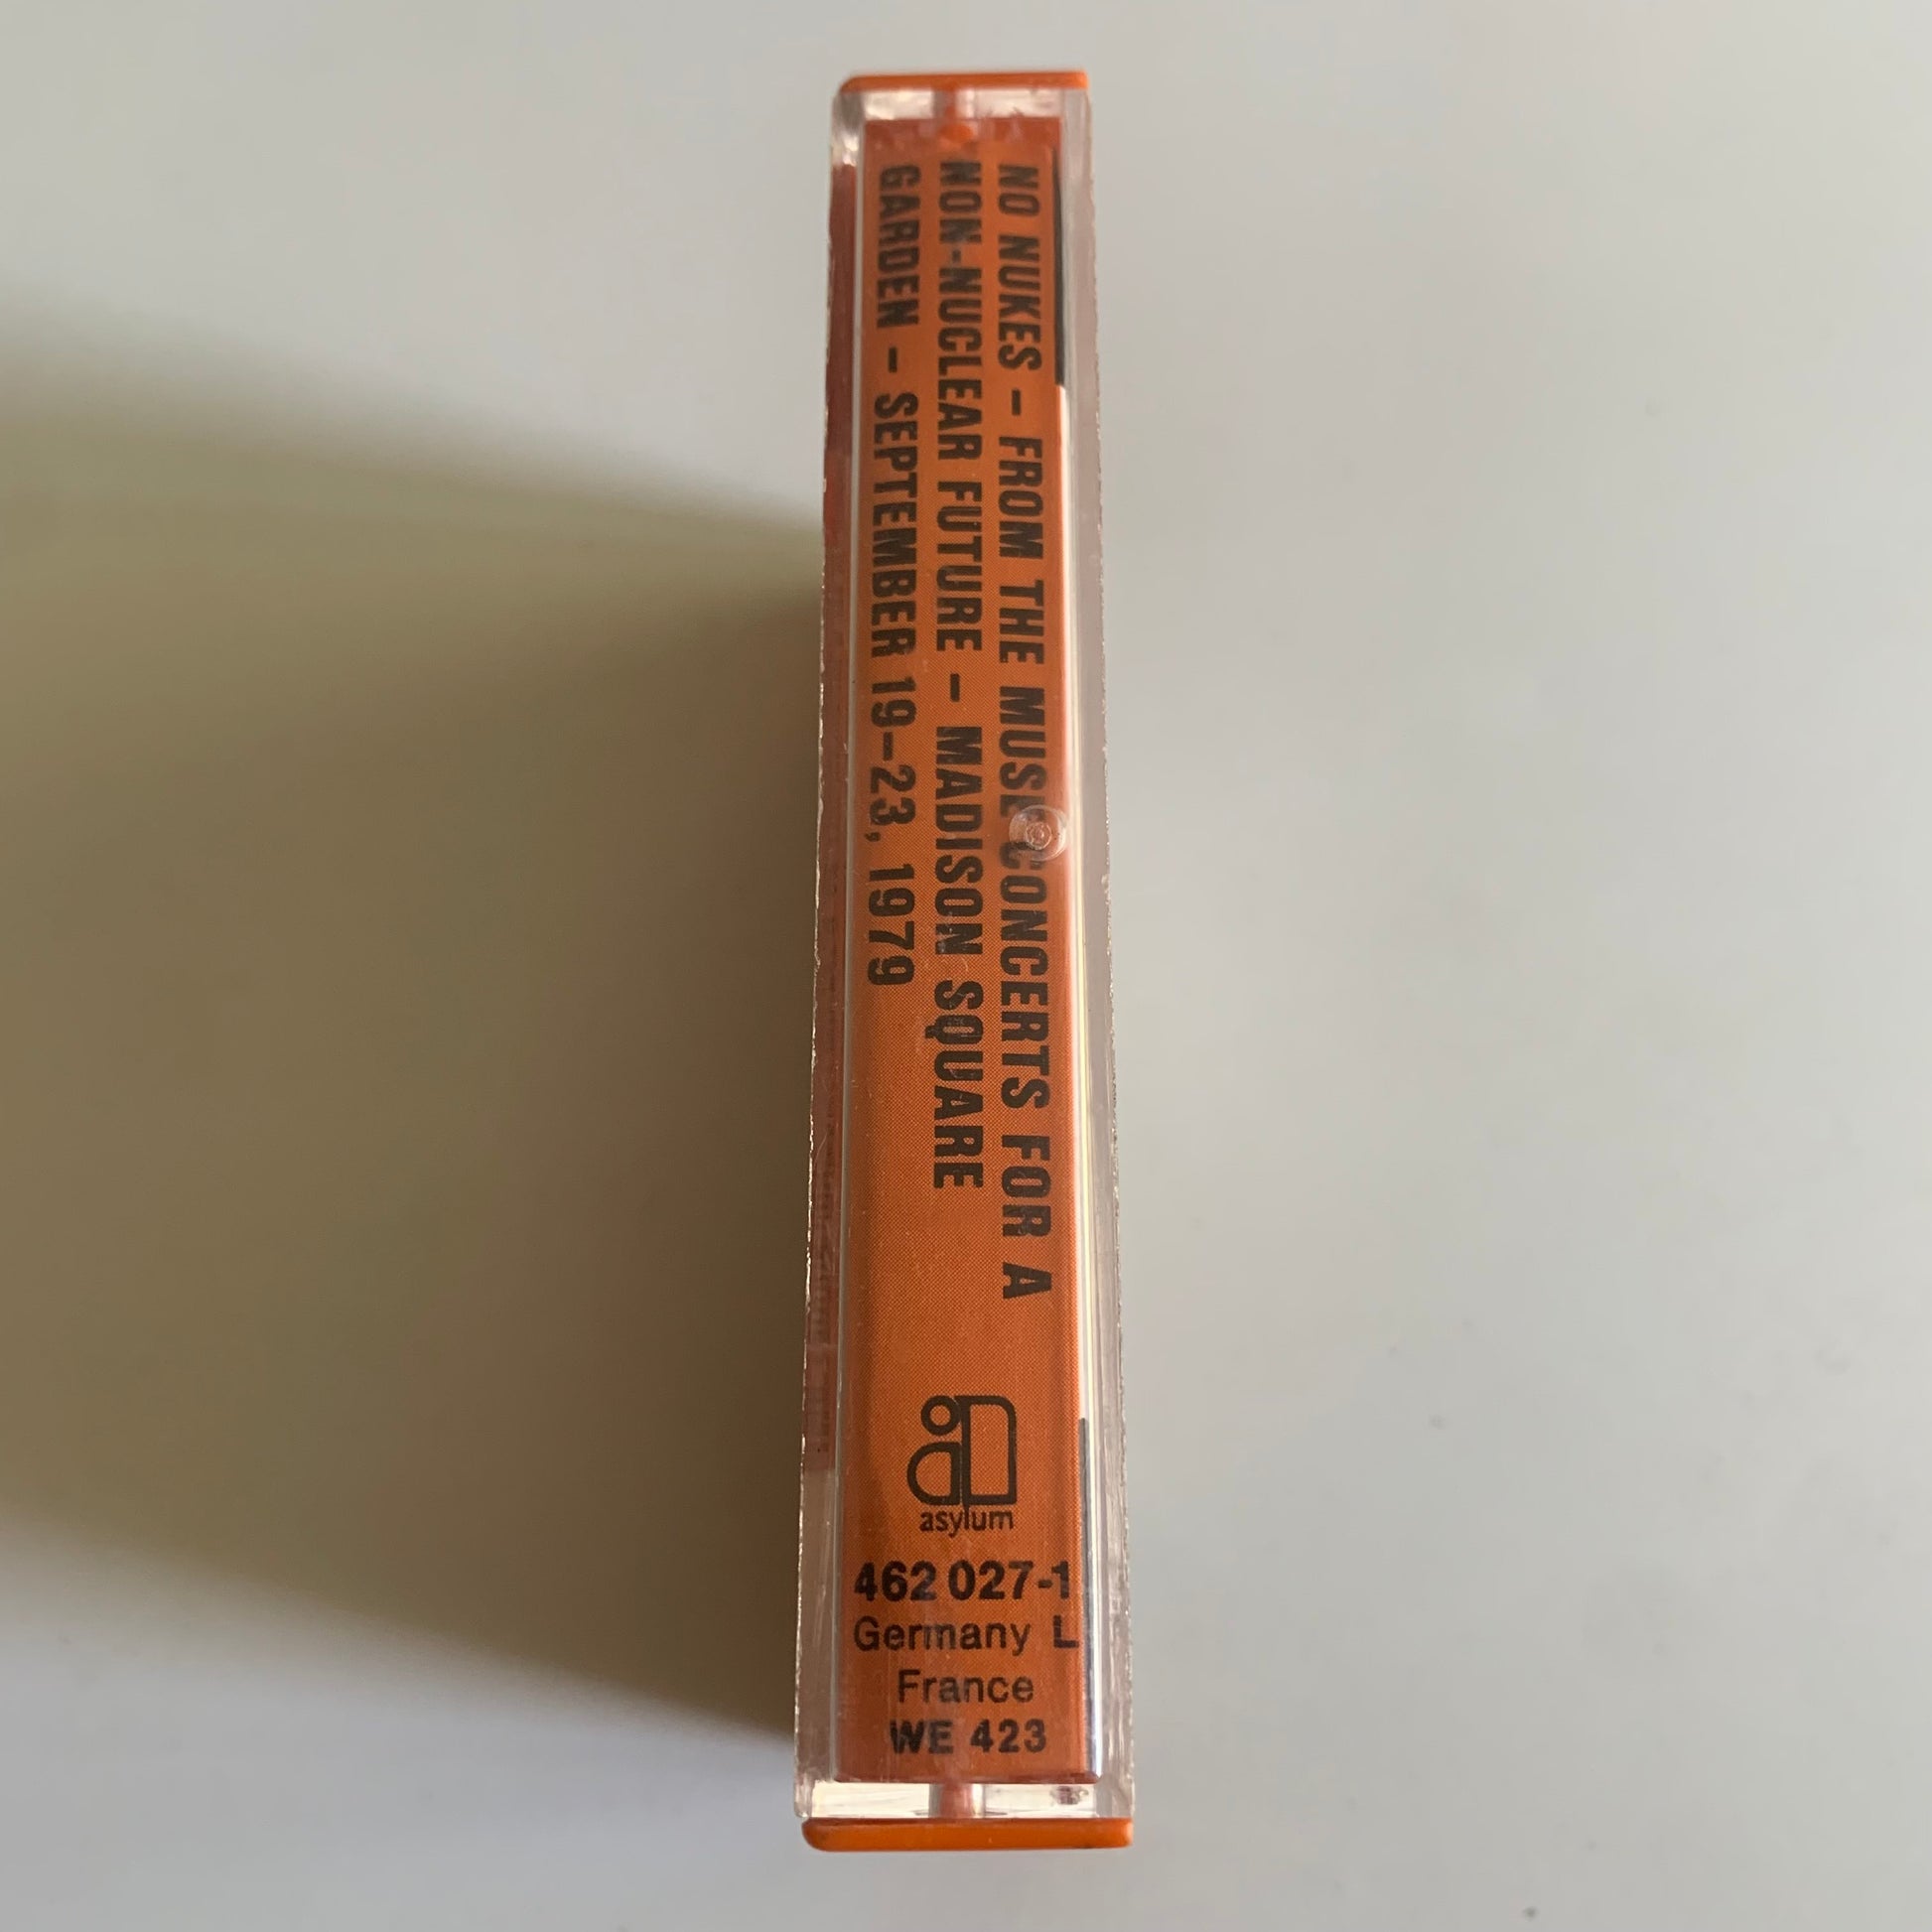 NO NUKES - FROM THE MUSE CONCERTS FOR A
NON-NUCLEAR FUTURE - MADISON SQUARE
GARDEN - SEPTEMBER 19-23, 1979
asylum
462 027-1
Germany L
France
WE 423